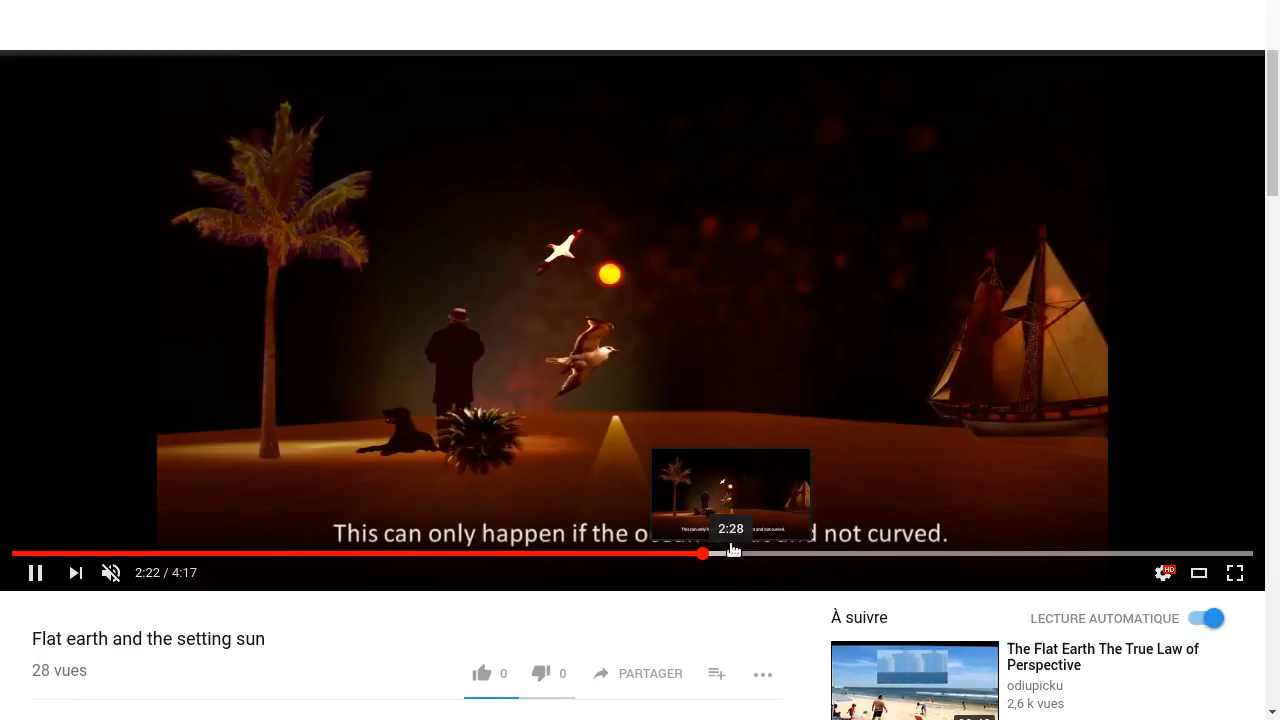 This can only happen if the o
and not curved.
2:28
2:22 / 4:17
HD
Flat earth and the setting sun
28 vues
0
0
PARTAGER
À suivre
LECTURE AUTOMATIQUE
The Flat Earth The True Law of
Perspective
odiupicku
2,6 k vues